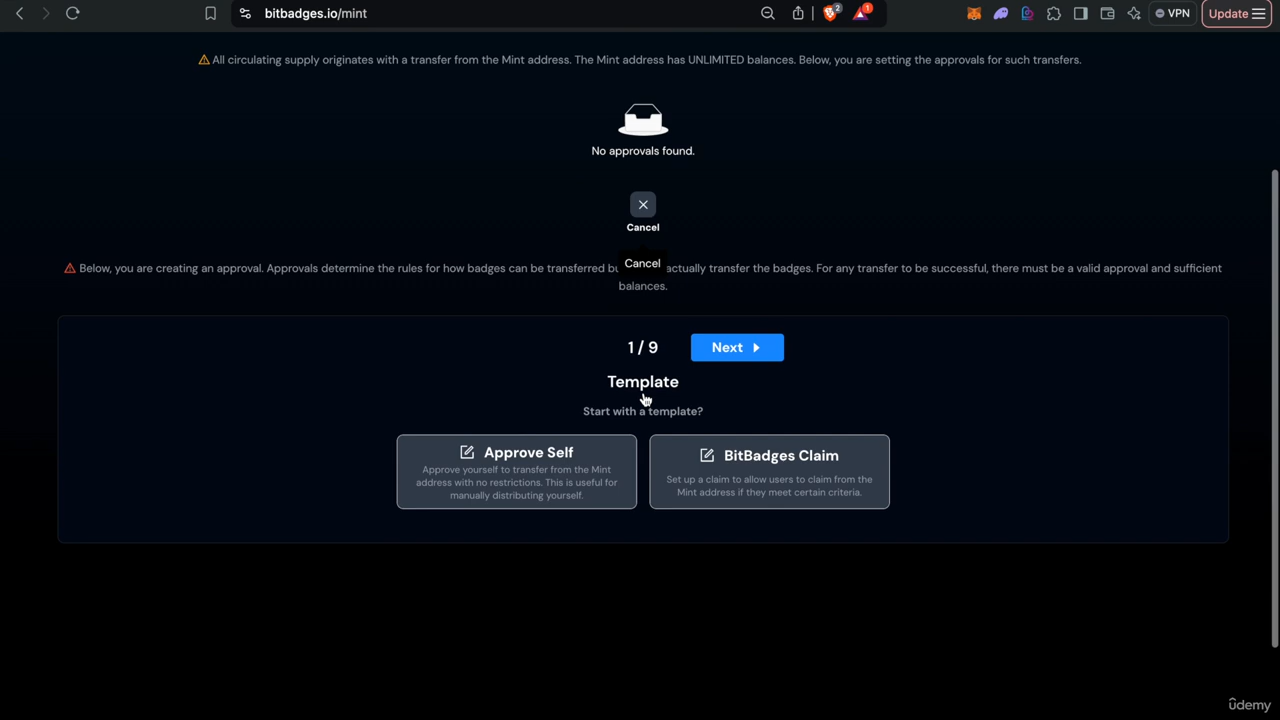 bitbadges.io/mint
2
1
VPN
Update
All circulating supply originates with a transfer from the Mint address. The Mint address has UNLIMITED balances. Below, you are setting the approvals for such transfers.
No approvals found.
Cancel
Cancel
Below, you are creating an approval. Approvals determine the rules for how badges can be transferred bu actually transfer the badges. For any transfer to be successful, there must be a valid approval and sufficient
balances.
1 / 9
Next
Template
Start with a template?
Approve Self
Approve yourself to transfer from the Mint
address with no restrictions. This is useful for
manually distributing yourself.
BitBadges Claim
Set up a claim to allow users to claim from the
Mint address if they meet certain criteria.
ûdemy